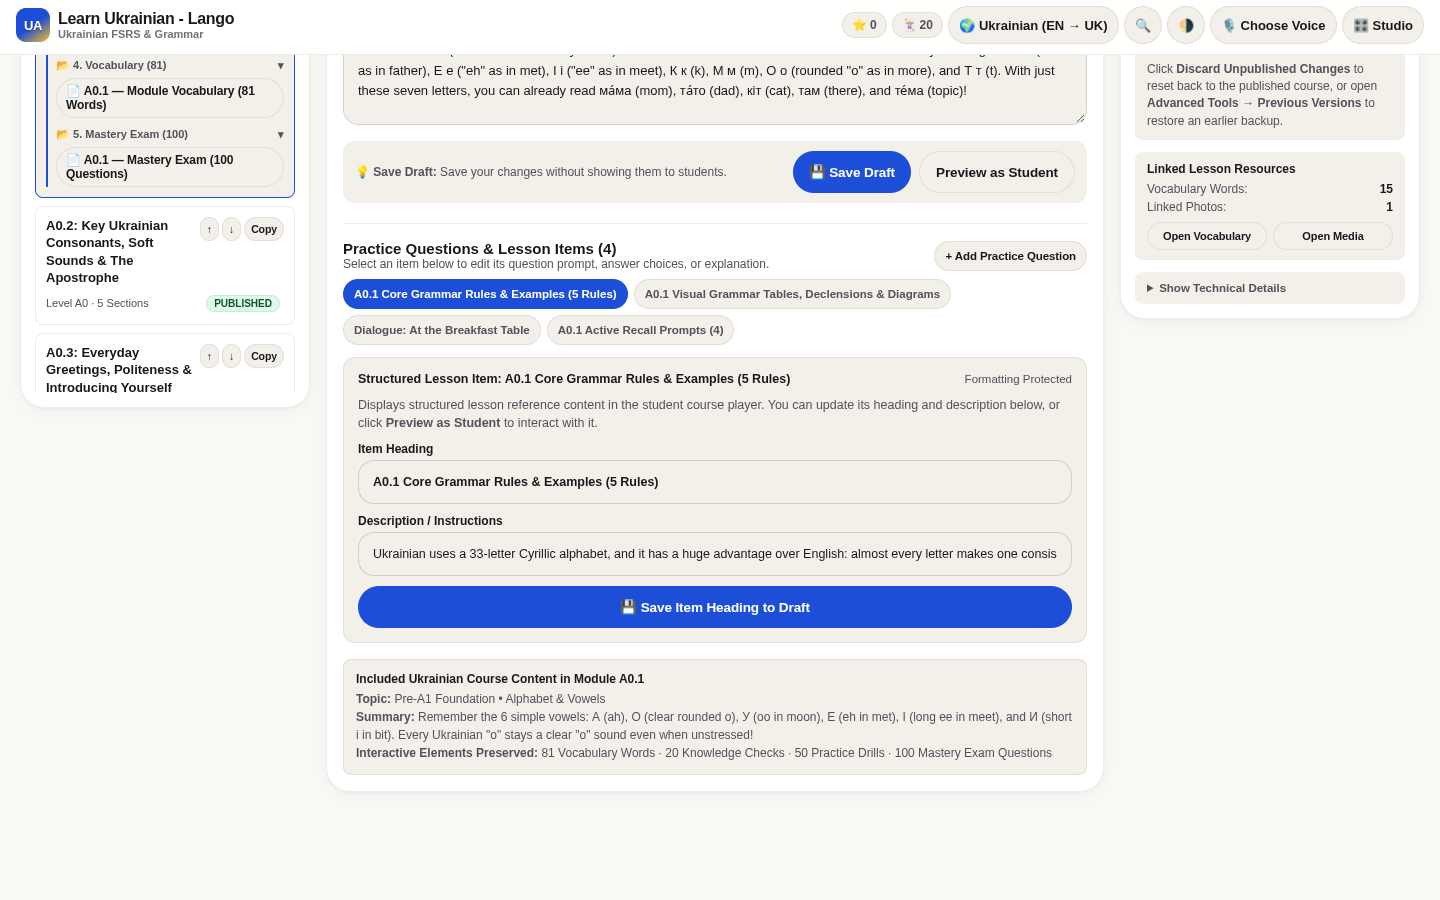 UA
Learn Ukrainian - Lango
Ukrainian FSRS & Grammar
⭐ 0
🃏 20
🌍 Ukrainian (EN → UK)
🔍
🌗
🎙️ Choose Voice
🎛️ Studio
📂 4. Vocabulary (81) ▾
📄 A0.1 — Module Vocabulary (81
Words)
📂 5. Mastery Exam (100) ▾
📄 A0.1 — Mastery Exam (100
Questions)
A0.2: Key Ukrainian
Consonants, Soft
Sounds & The
Apostrophe
↑ ↓ Copy
Level A0 · 5 Sections PUBLISHED
A0.3: Everyday
Greetings, Politeness &
Introducing Yourself
↑ ↓ Copy
as in father), Е е ("eh" as in met), І і ("ee" as in meet), К к (k), М м (m), О о (rounded "o" as in more), and Т т (t). With just
these seven letters, you can already read ма́ма (mom), та́то (dad), кіт (cat), там (there), and те́ма (topic)!
💡 Save Draft: Save your changes without showing them to students.
💾 Save Draft
Preview as Student
Practice Questions & Lesson Items (4)
Select an item below to edit its question prompt, answer choices, or explanation.
+ Add Practice Question
A0.1 Core Grammar Rules & Examples (5 Rules)
A0.1 Visual Grammar Tables, Declensions & Diagrams
Dialogue: At the Breakfast Table
A0.1 Active Recall Prompts (4)
Structured Lesson Item: A0.1 Core Grammar Rules & Examples (5 Rules)
Formatting Protected
Displays structured lesson reference content in the student course player. You can update its heading and description below, or
click Preview as Student to interact with it.
Item Heading
A0.1 Core Grammar Rules & Examples (5 Rules)
Description / Instructions
Ukrainian uses a 33-letter Cyrillic alphabet, and it has a huge advantage over English: almost every letter makes one consis
💾 Save Item Heading to Draft
Included Ukrainian Course Content in Module A0.1
Topic: Pre-A1 Foundation • Alphabet & Vowels
Summary: Remember the 6 simple vowels: А (ah), О (clear rounded o), У (oo in moon), Е (eh in met), І (long ee in meet), and И (short
i in bit). Every Ukrainian "o" stays a clear "o" sound even when unstressed!
Interactive Elements Preserved: 81 Vocabulary Words · 20 Knowledge Checks · 50 Practice Drills · 100 Mastery Exam Questions
Click Discard Unpublished Changes to
reset back to the published course, or open
Advanced Tools → Previous Versions to
restore an earlier backup.
Linked Lesson Resources
Vocabulary Words: 15
Linked Photos: 1
Open Vocabulary
Open Media
▶ Show Technical Details